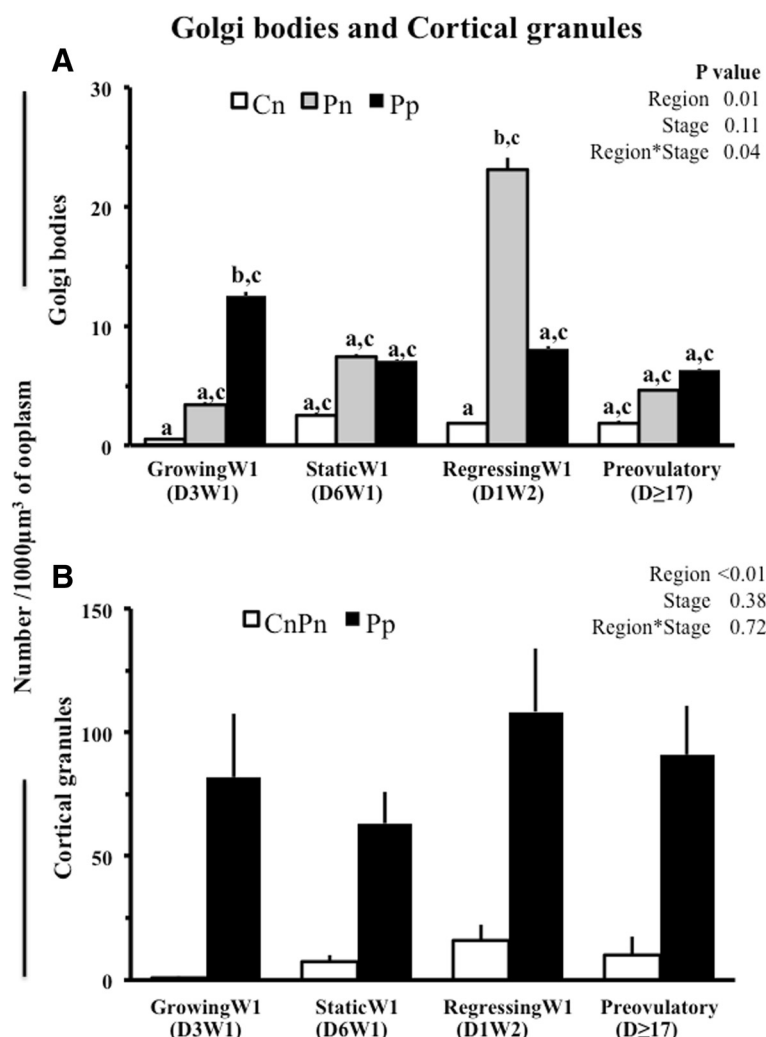 Golgi bodies and Cortical granules
A
P value
Region 0.01
Stage 0.11
Region*Stage 0.04
Cn Pn Pp
30
20
10
0
Golgi bodies
a
a,c
b,c
a,c
a,c
a,c
a
b,c
a,c
a,c
a,c
a,c
GrowingW1 StaticW1 RegressingW1 Preovulatory
(D3W1) (D6W1) (D1W2) (D≥17)
Number /1000µm³ of ooplasm
B
Region <0.01
Stage 0.38
Region*Stage 0.72
CnPn Pp
150
100
50
0
Cortical granules
GrowingW1 StaticW1 RegressingW1 Preovulatory
(D3W1) (D6W1) (D1W2) (D≥17)